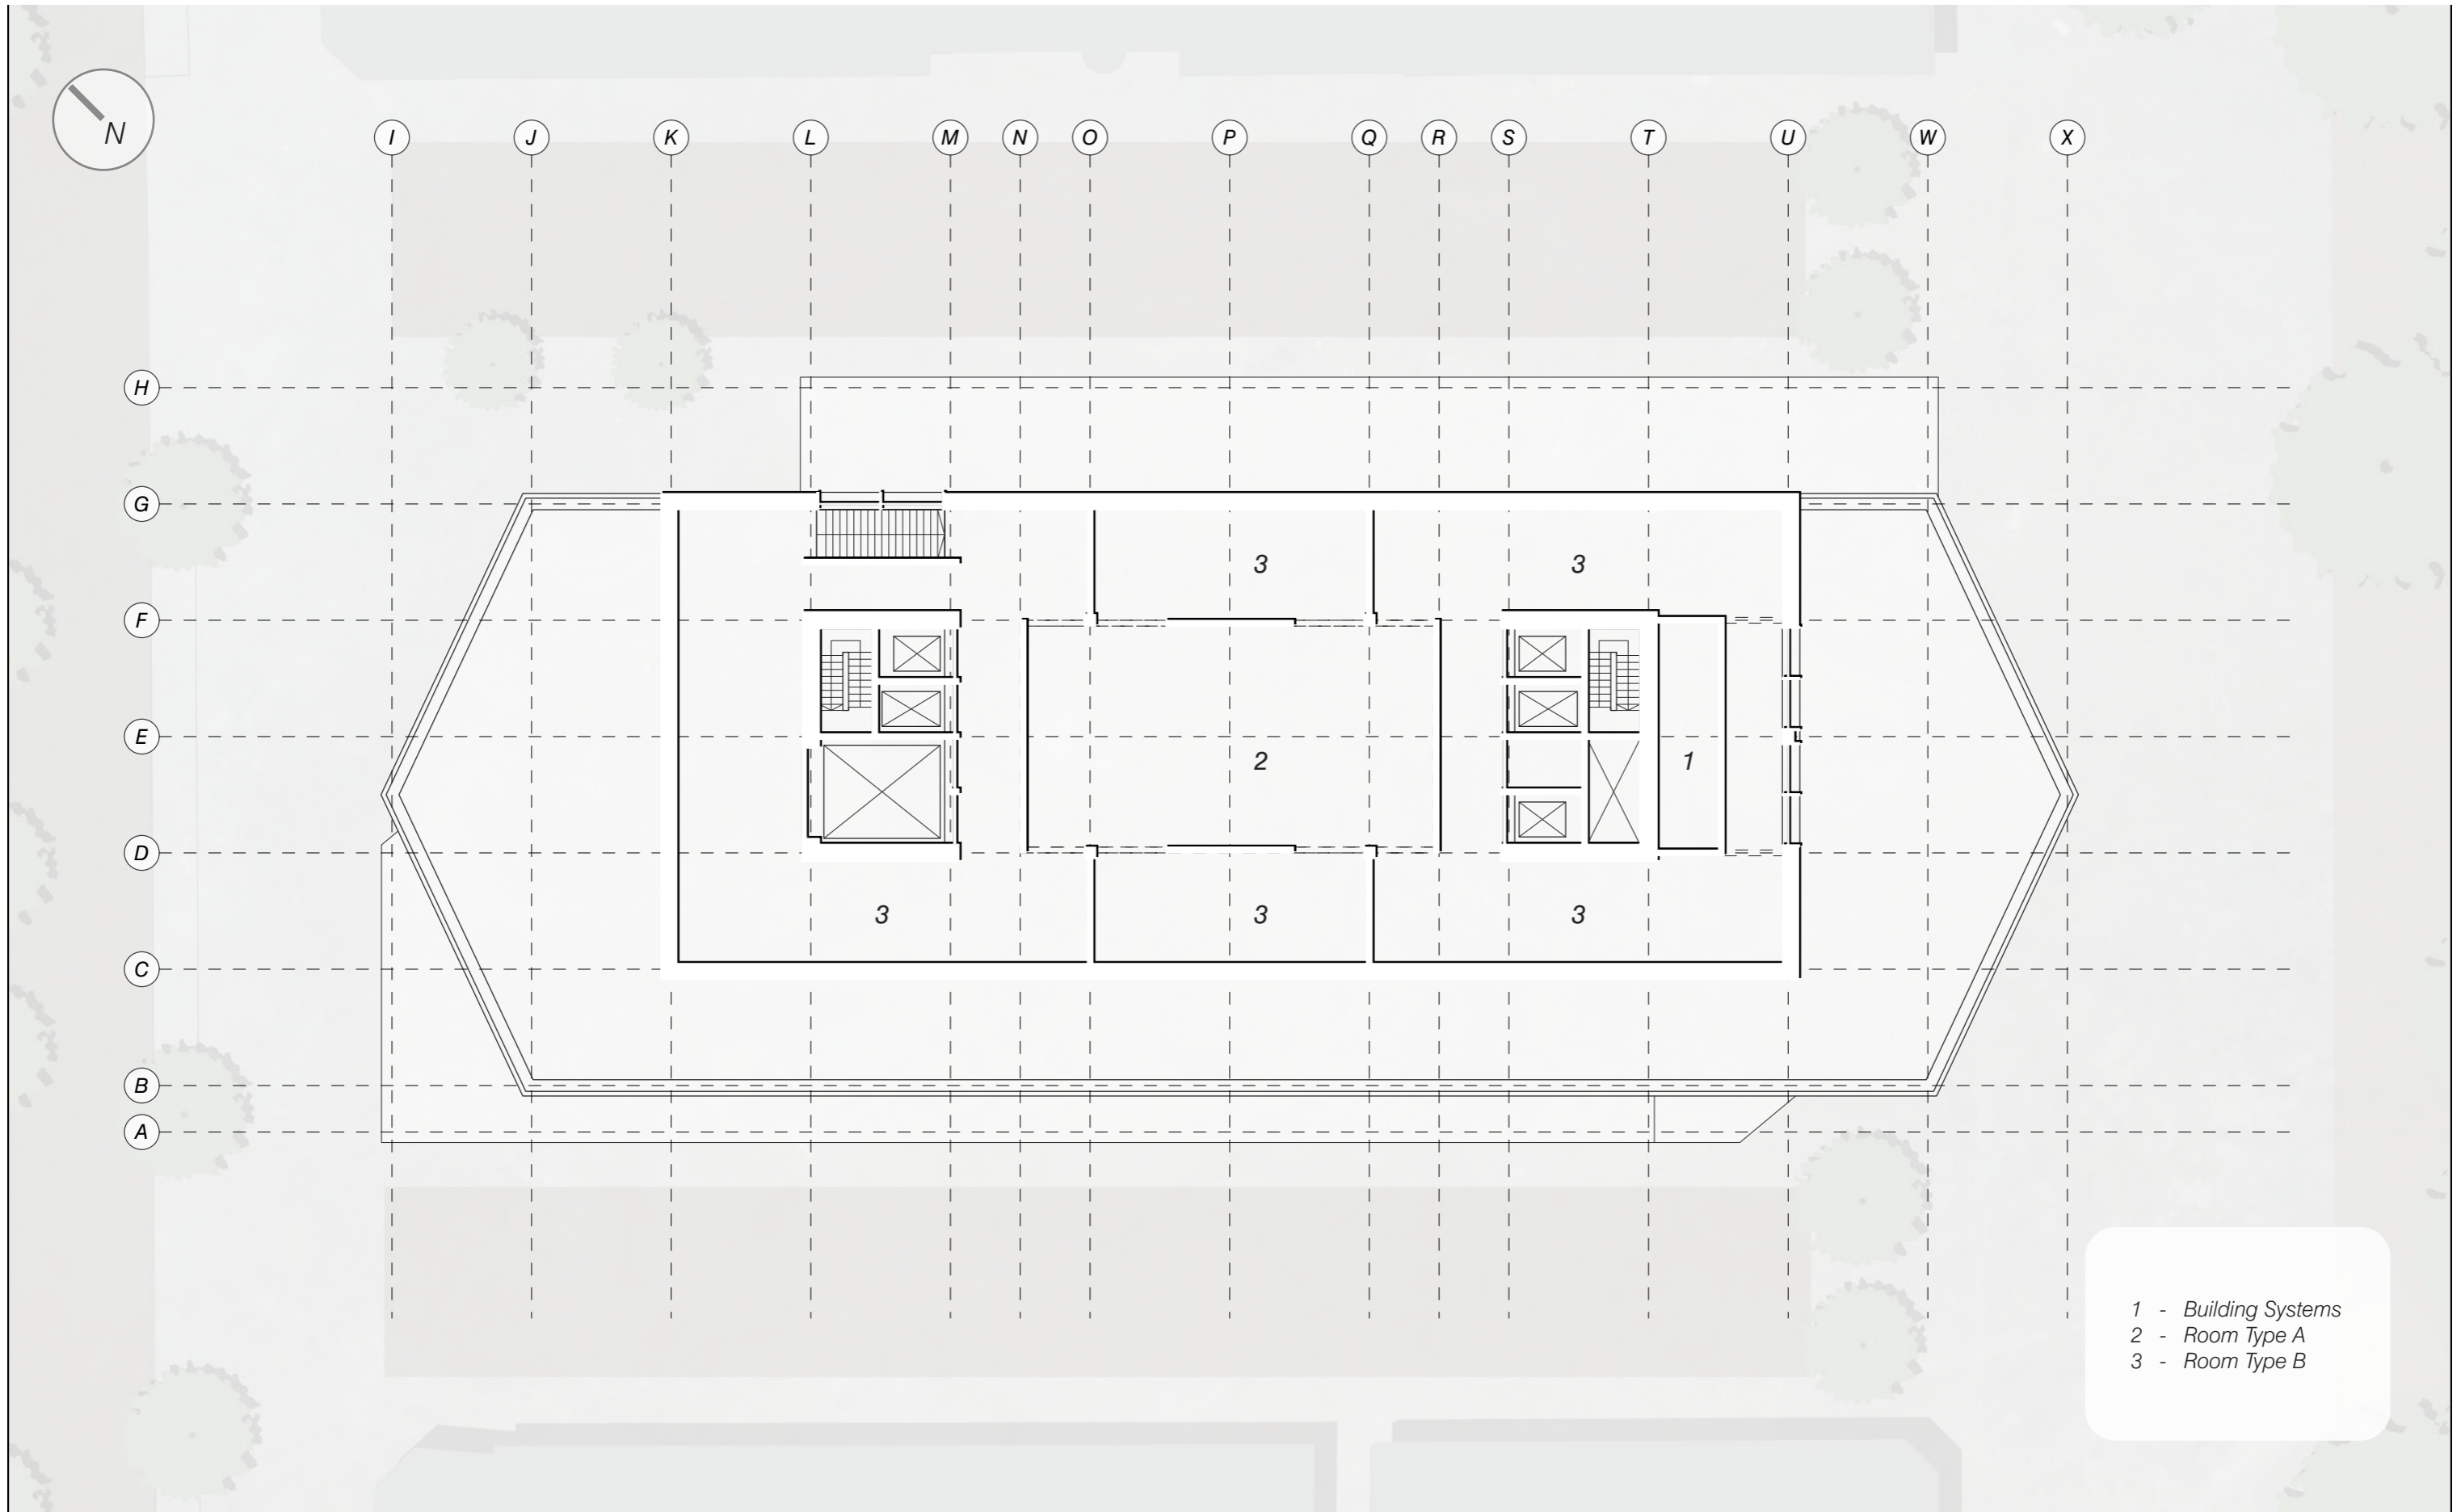 N
I J K L M N O P Q R S T U W X
H
G
3 3
F
E
2 1
D
3 3 3
C
B
A
1 - Building Systems
2 - Room Type A
3 - Room Type B